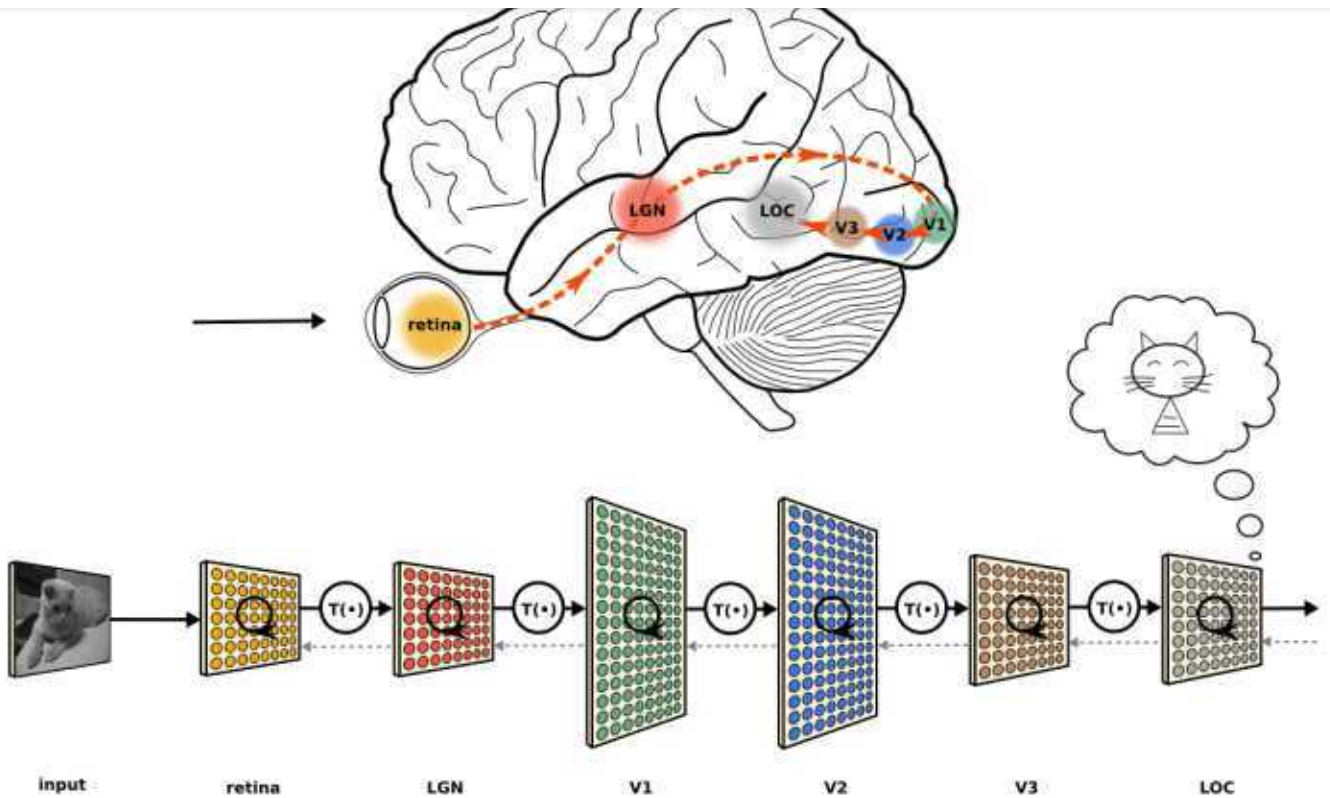 LGN
LOC
V3
V2
V1
retina
T(•)
T(•)
T(•)
T(•)
T(•)
input
retina
LGN
V1
V2
V3
LOC